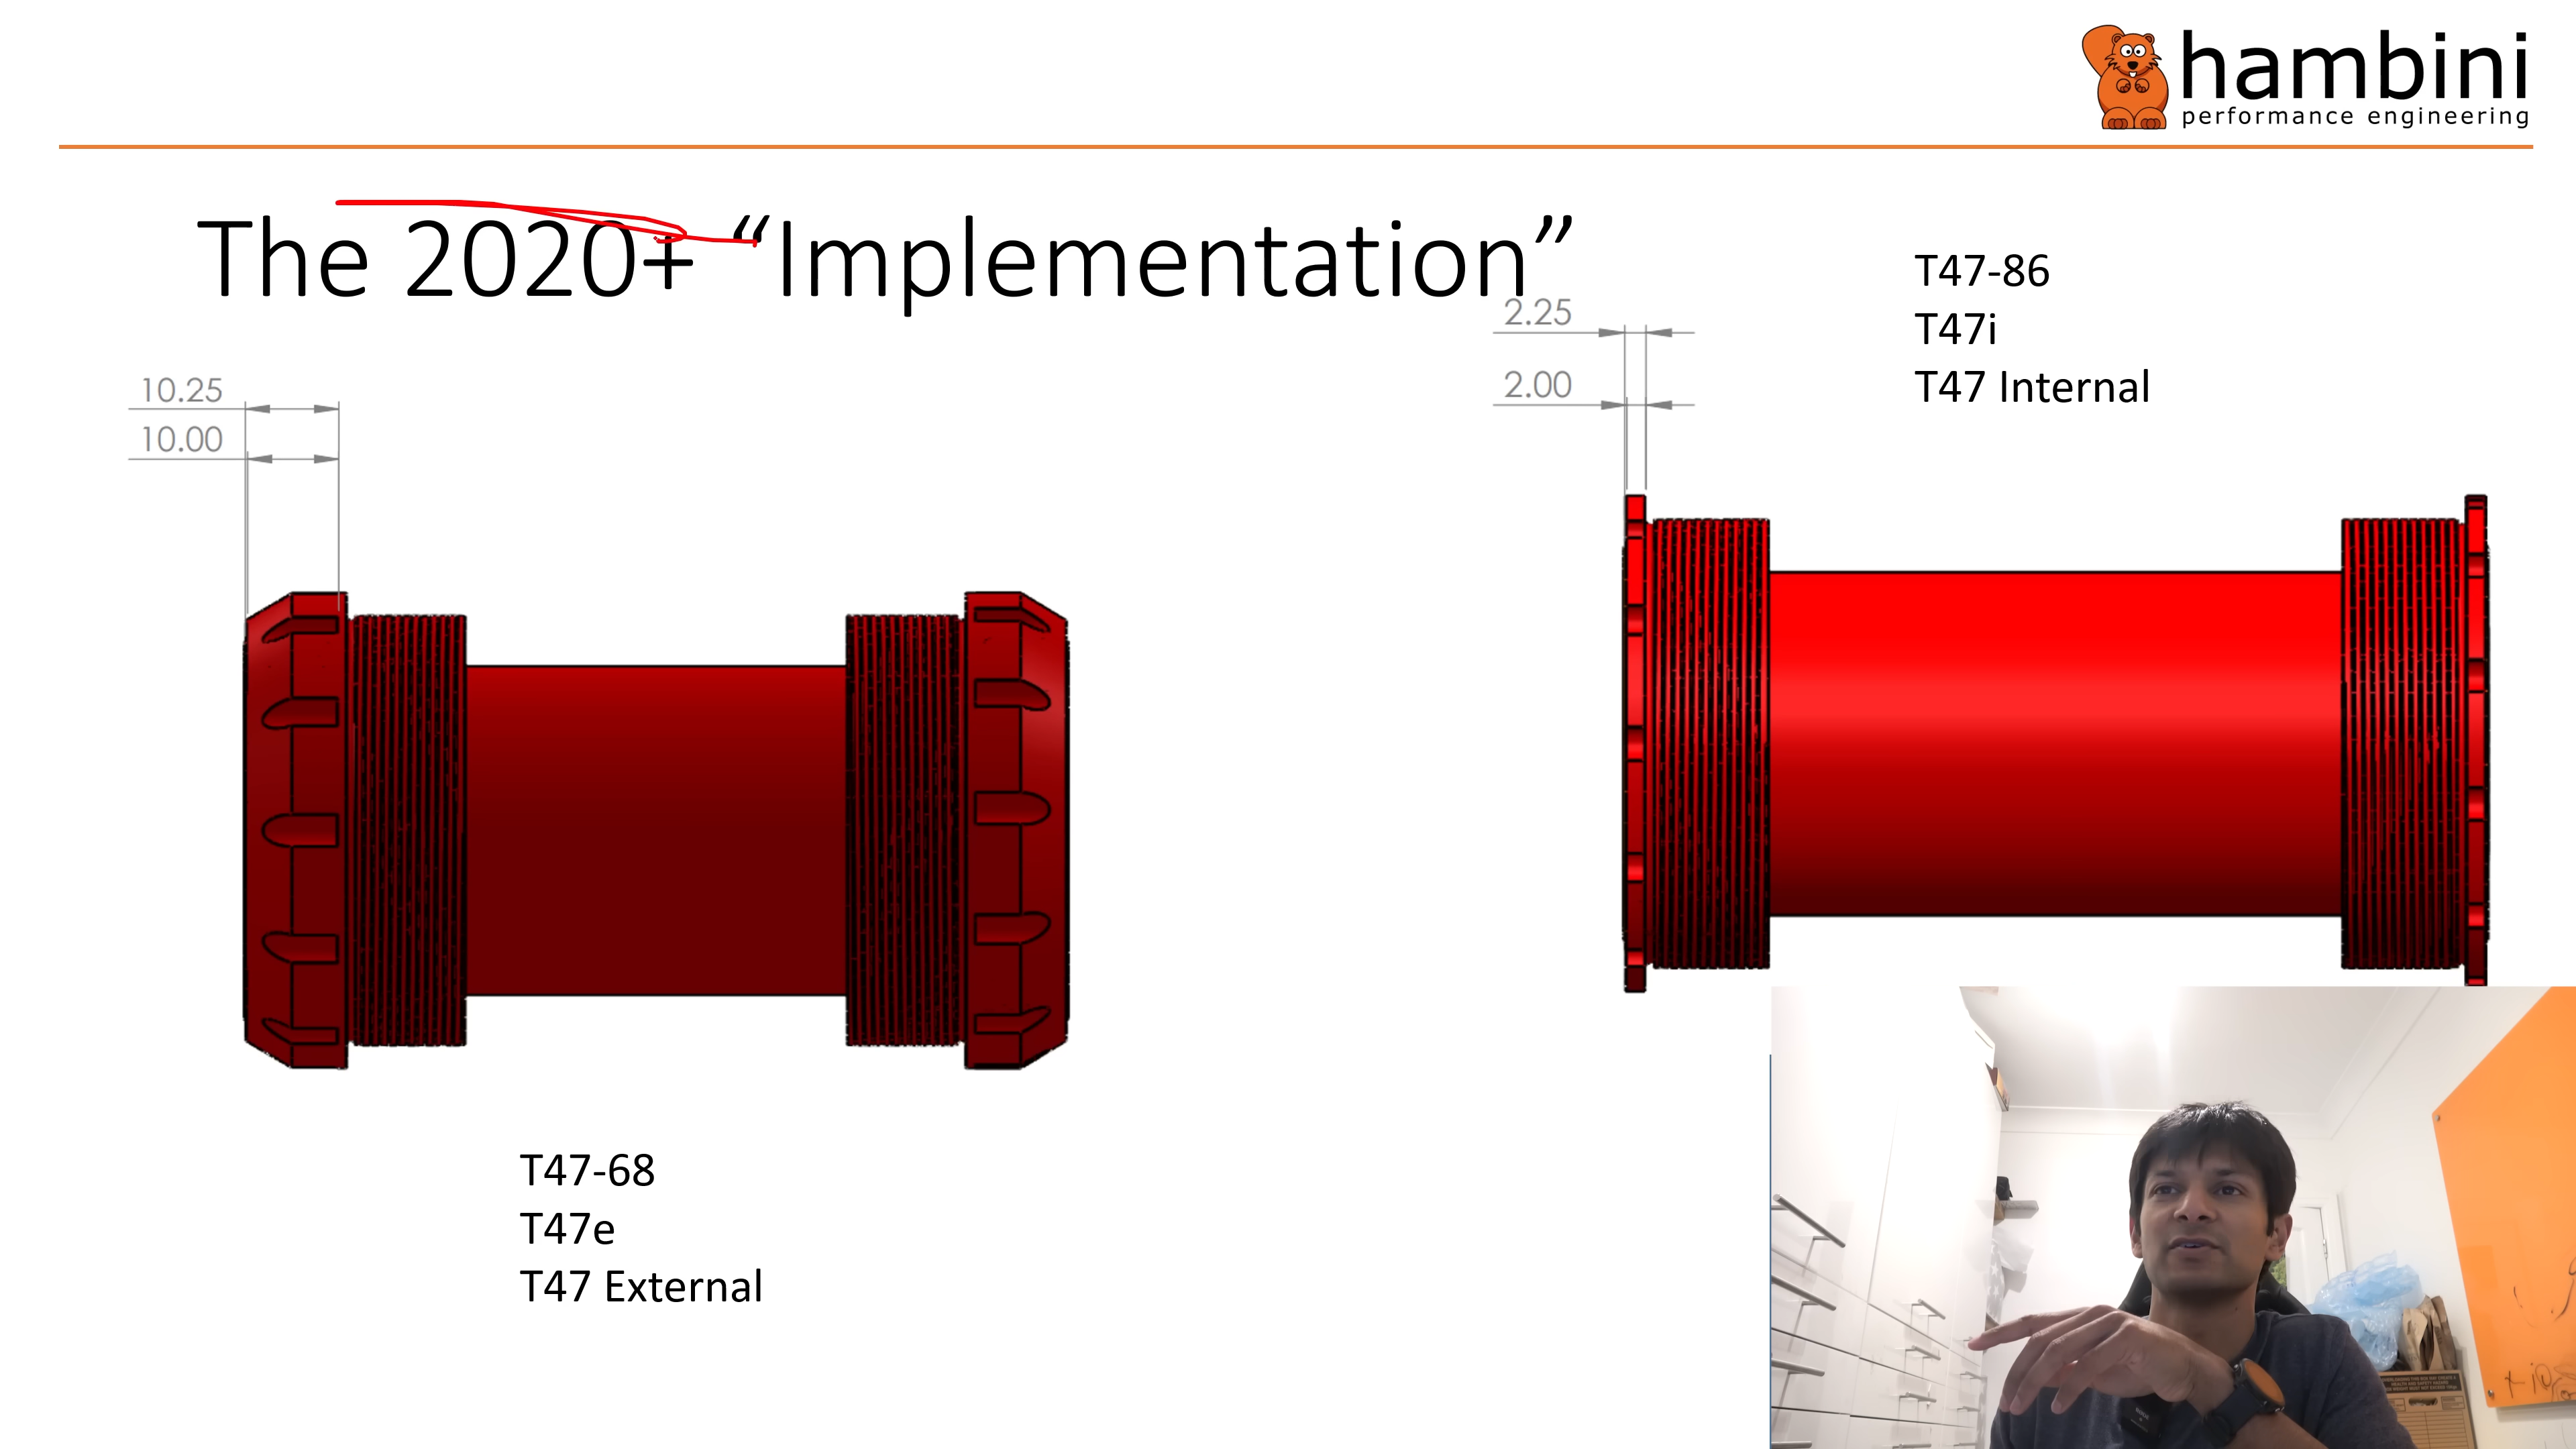 hambini
performance engineering
The 2020+ “Implementation”
T47-86
T47i
T47 Internal
2.25
2.00
10.25
10.00
T47-68
T47e
T47 External